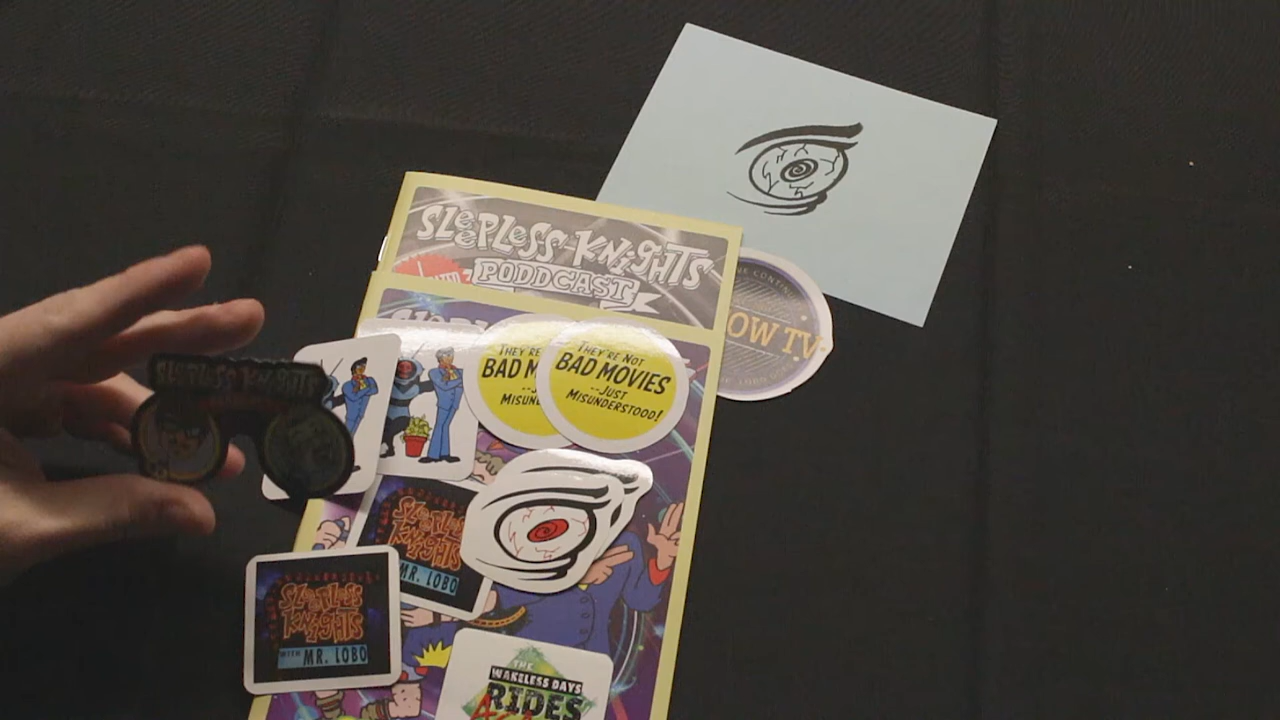 SLEEPLESS KNIGHTS
PODDCAST
OW TV
THEY'RE
BAD M
MISUN
THEY'RE NOT
BAD MOVIES
--JUST
MISUNDERSTOOD!
SLEEPLESS KNIGHTS
SLEEPLESS
KNIGHTS
MR. LOBO
SLEEPLESS
KNIGHTS
WITH MR. LOBO
THE
WAKELESS DAYS
RIDES